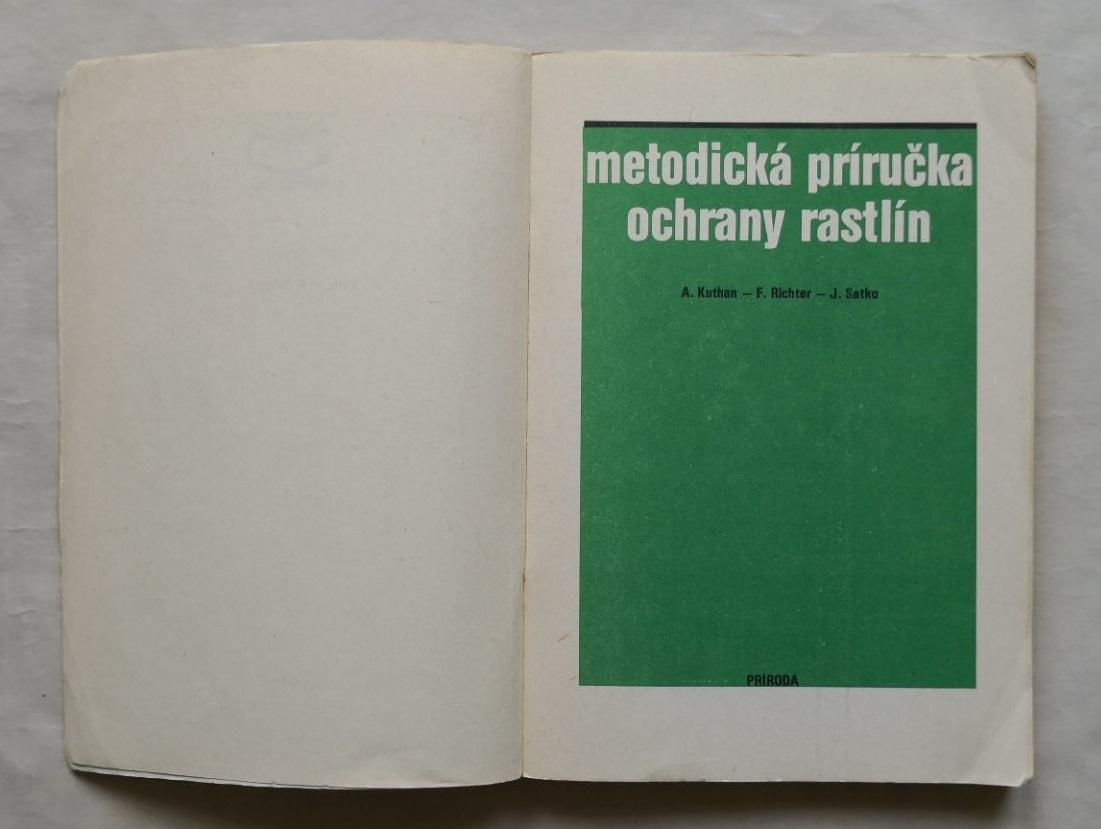 metodická príručka
ochrany rastlín
A. Kuthan – F. Richter – J. Satko
PRÍRODA